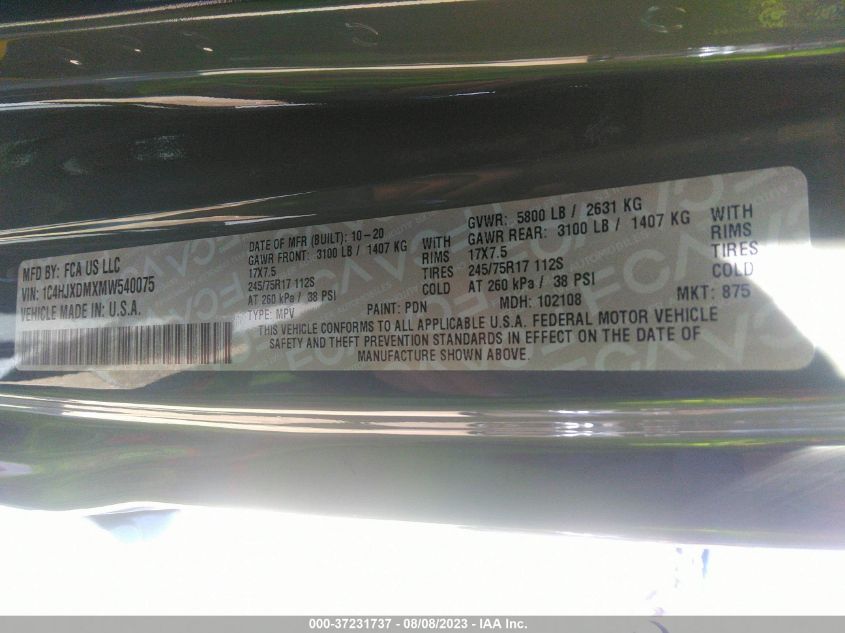 MFD BY: FCA US LLC
VIN: 1C4HJXDMXMW540075
VEHICLE MADE IN: U.S.A.
DATE OF MFR (BUILT): 10-20
GAWR FRONT: 3100 LB / 1407 KG WITH
17X7.5 RIMS
245/75R17 112S TIRES
AT 260 kPa / 38 PSI COLD
GVWR: 5800 LB / 2631 KG
GAWR REAR: 3100 LB / 1407 KG WITH
17X7.5 RIMS
245/75R17 112S TIRES
AT 260 kPa / 38 PSI COLD
TYPE: MPV PAINT: PDN MDH: 102108 MKT: 875
THIS VEHICLE CONFORMS TO ALL APPLICABLE U.S.A. FEDERAL MOTOR VEHICLE
SAFETY AND THEFT PREVENTION STANDARDS IN EFFECT ON THE DATE OF
MANUFACTURE SHOWN ABOVE.
000-37231737 - 08/08/2023 - IAA Inc.